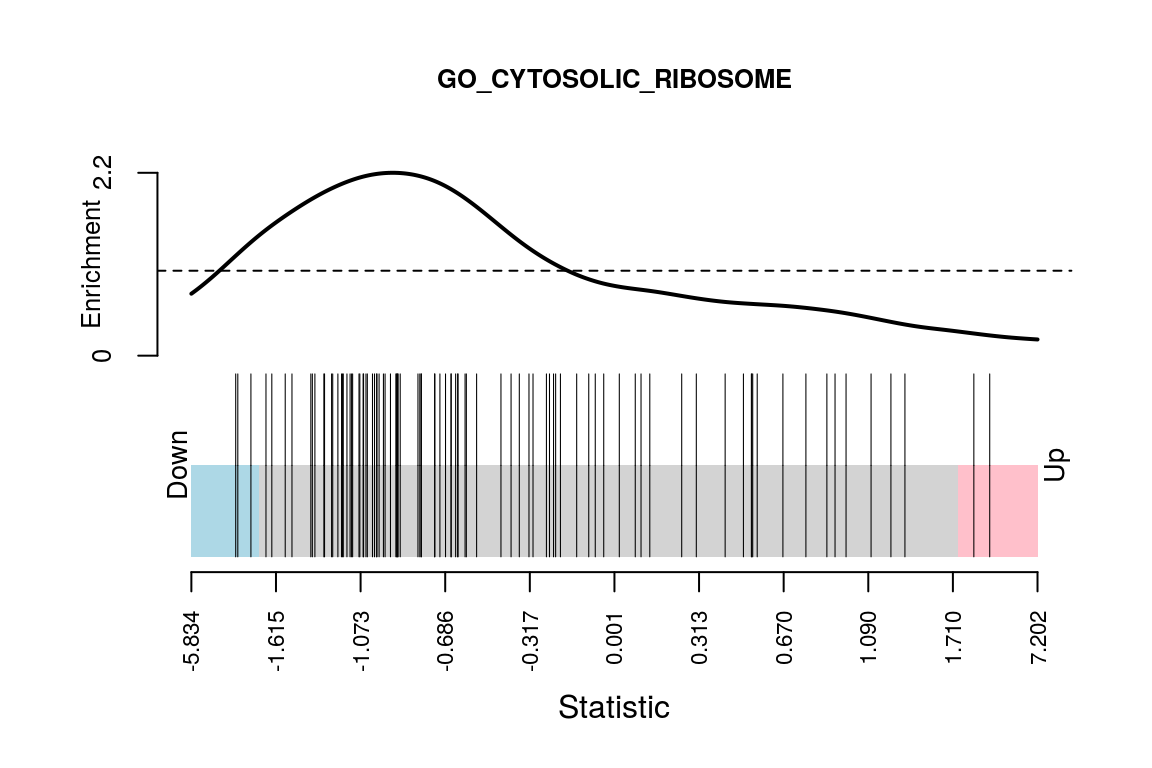 GO_CYTOSOLIC_RIBOSOME
2.2
Enrichment
0
Down
Up
-5.834
-1.615
-1.073
-0.686
-0.317
0.001
0.313
0.670
1.090
1.710
7.202
Statistic